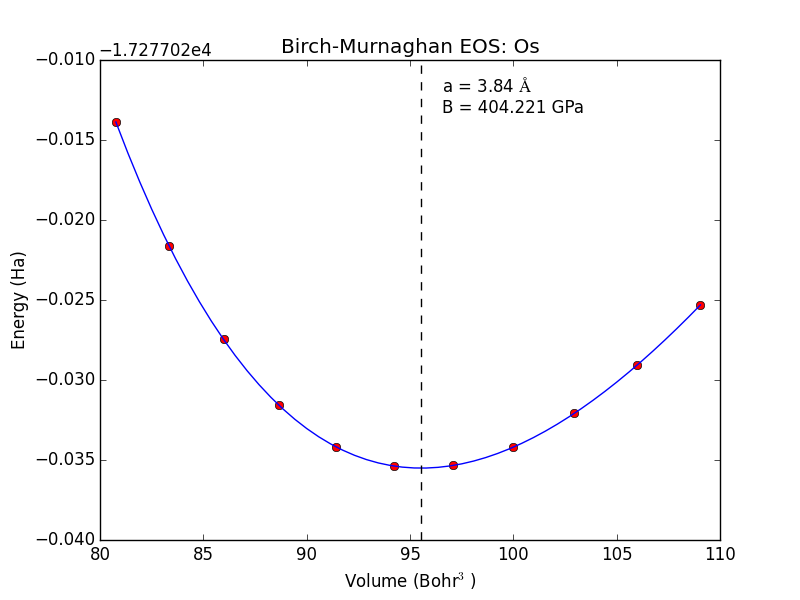 −1.727702e4
Birch-Murnaghan EOS: Os
a = 3.84 Å
B = 404.221 GPa
−0.010
−0.015
−0.020
−0.025
−0.030
−0.035
−0.040
Energy (Ha)
80 85 90 95 100 105 110
Volume (Bohr³ )